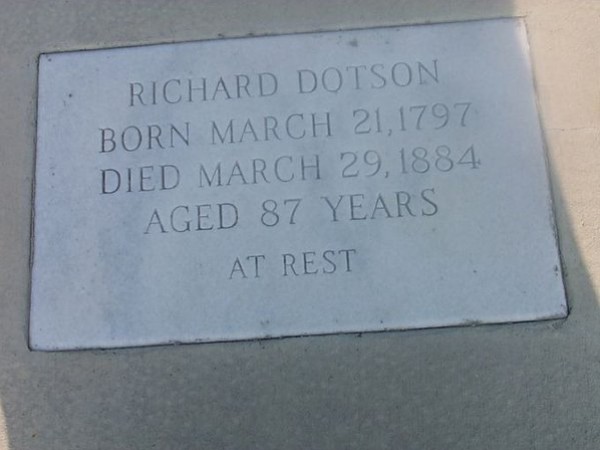 RICHARD DOTSON
BORN MARCH 21,1797
DIED MARCH 29,1884
AGED 87 YEARS
AT REST